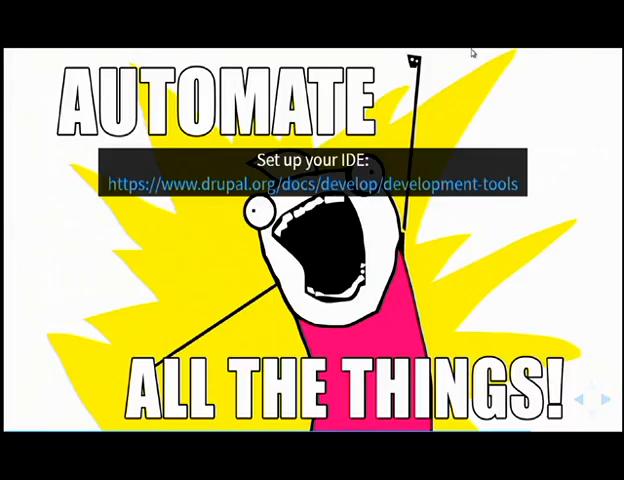 AUTOMATE
Set up your IDE:
https://www.drupal.org/docs/develop/development-tools
ALL THE THINGS!